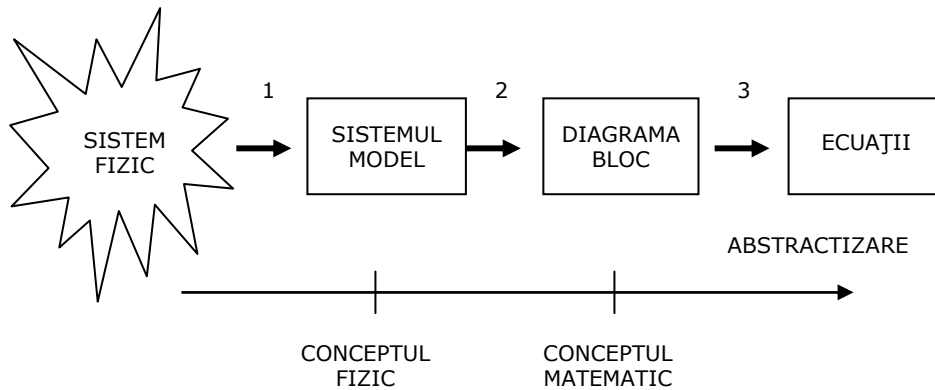 1
2
3
SISTEM
FIZIC
SISTEMUL
MODEL
DIAGRAMA
BLOC
ECUAŢII
ABSTRACTIZARE
CONCEPTUL
FIZIC
CONCEPTUL
MATEMATIC